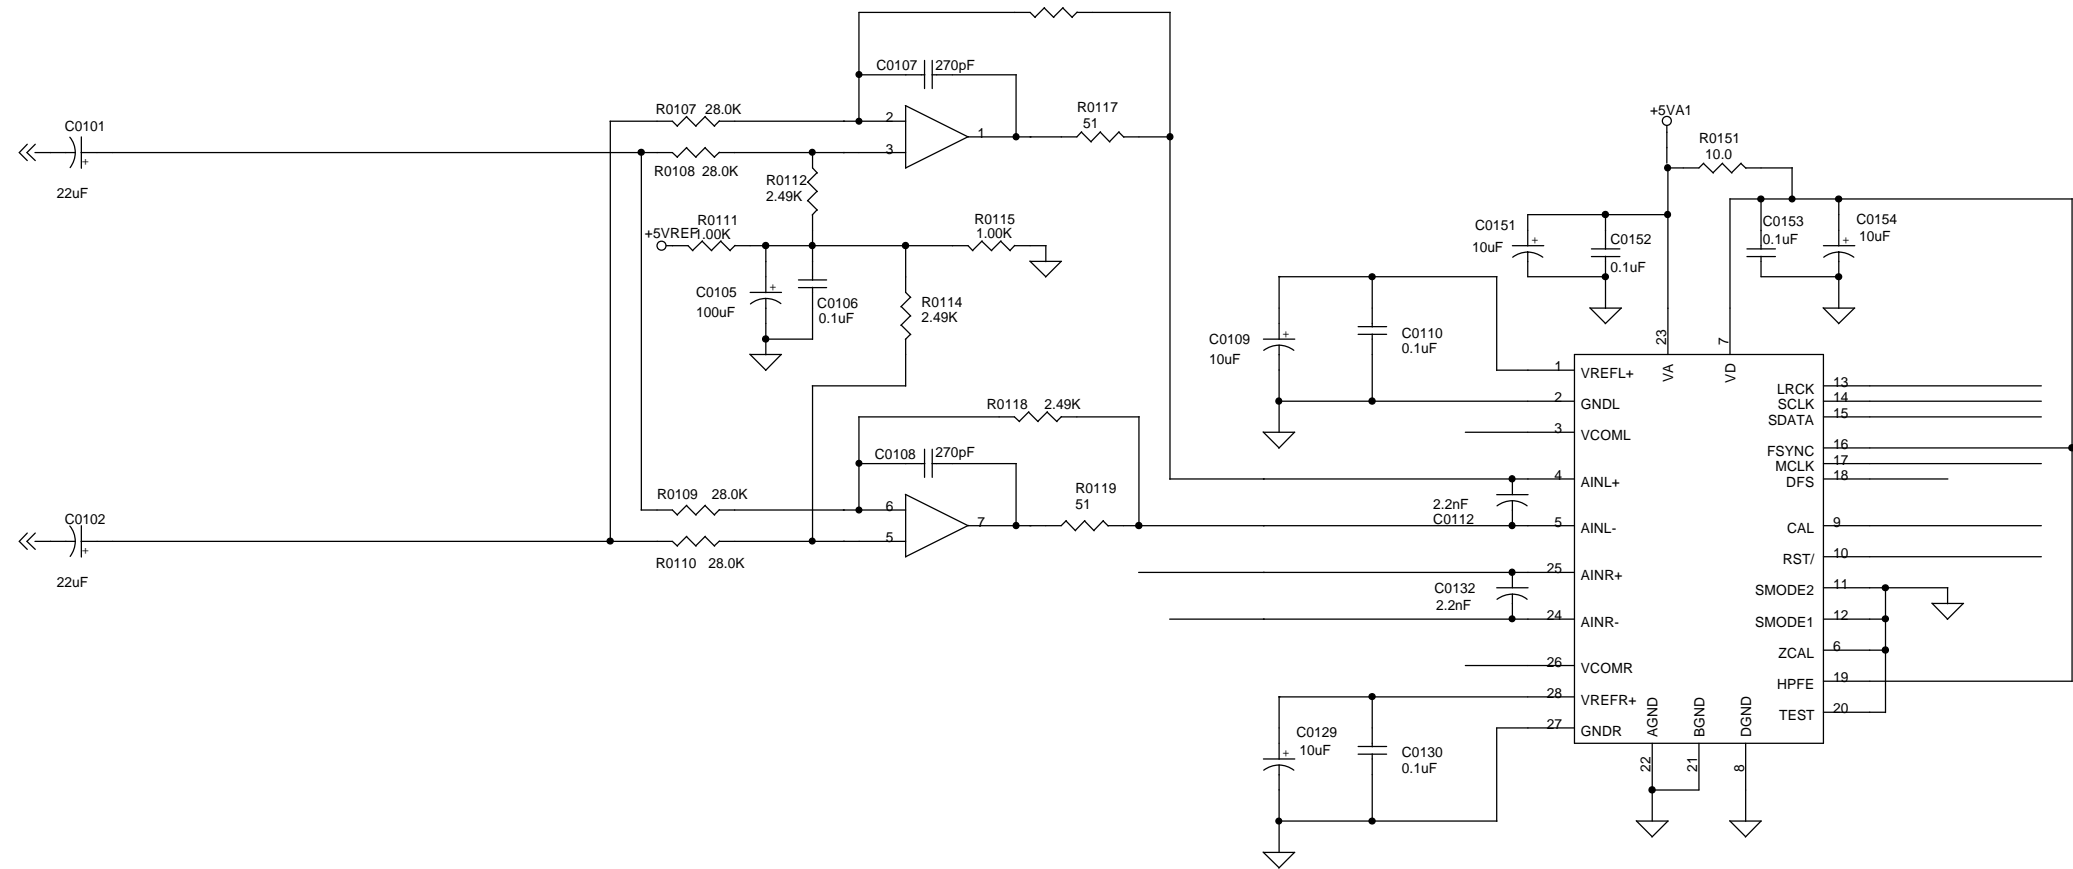 C0101
+
22uF
C0102
+
22uF
R0107 28.0K
R0108 28.0K
C0107 270pF
2
3
1
R0117
51
R0112
2.49K
+5VREF
R0111
1.00K
R0115
1.00K
C0105
100uF
+
C0106
0.1uF
R0114
2.49K
R0118 2.49K
C0108 270pF
R0109 28.0K
R0110 28.0K
6
5
7
R0119
51
C0109
10uF
+
C0110
0.1uF
2.2nF
C0112
C0132
2.2nF
C0129
10uF
+
C0130
0.1uF
+5VA1
R0151
10.0
C0151
10uF
+
C0152
0.1uF
C0153
0.1uF
C0154
10uF
+
23
7
VA
VD
1 VREFL+
2 GNDL
3 VCOML
4 AINL+
5 AINL-
25 AINR+
24 AINR-
26 VCOMR
28 VREFR+
27 GNDR
LRCK 13
SCLK 14
SDATA 15
FSYNC 16
MCLK 17
DFS 18
CAL 9
RST/ 10
SMODE2 11
SMODE1 12
ZCAL 6
HPFE 19
TEST 20
AGND
BGND
DGND
22
21
8